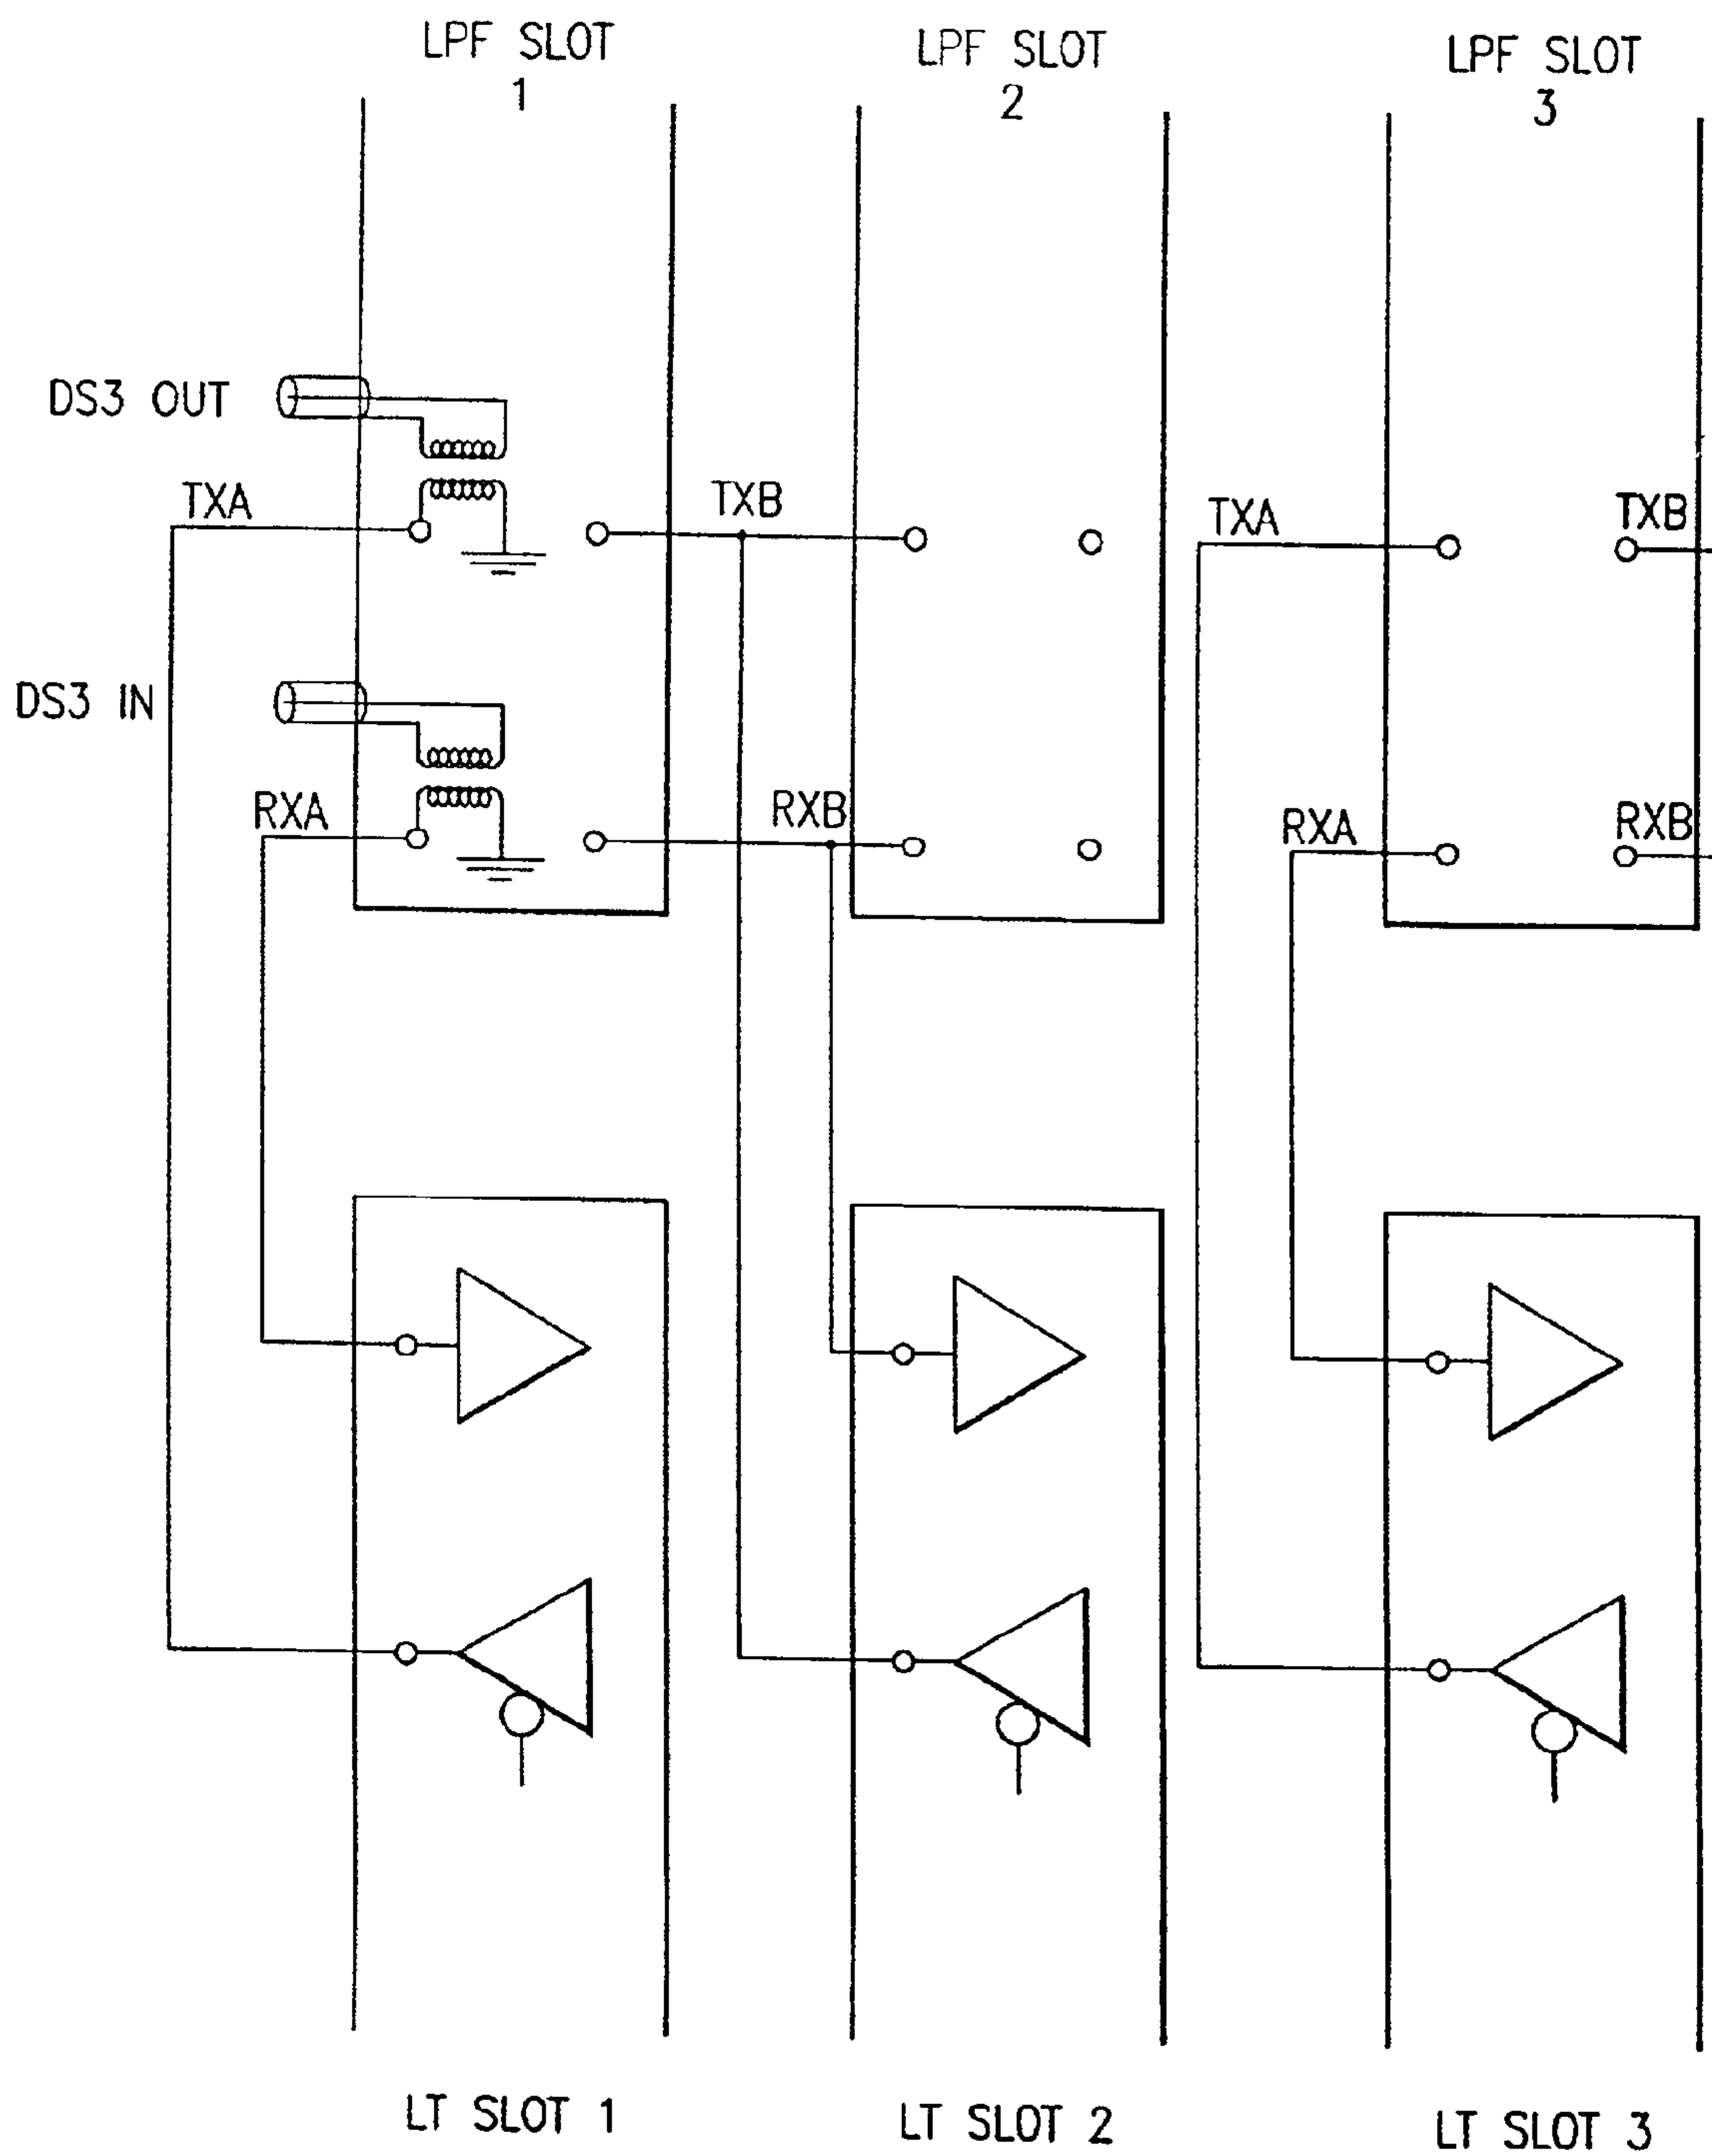 LPF SLOT
1
LPF SLOT
2
LPF SLOT
3
DS3 OUT
TXA
TXB
TXA
TXB
DS3 IN
RXA
RXB
RXA
RXB
LT SLOT 1
LT SLOT 2
LT SLOT 3